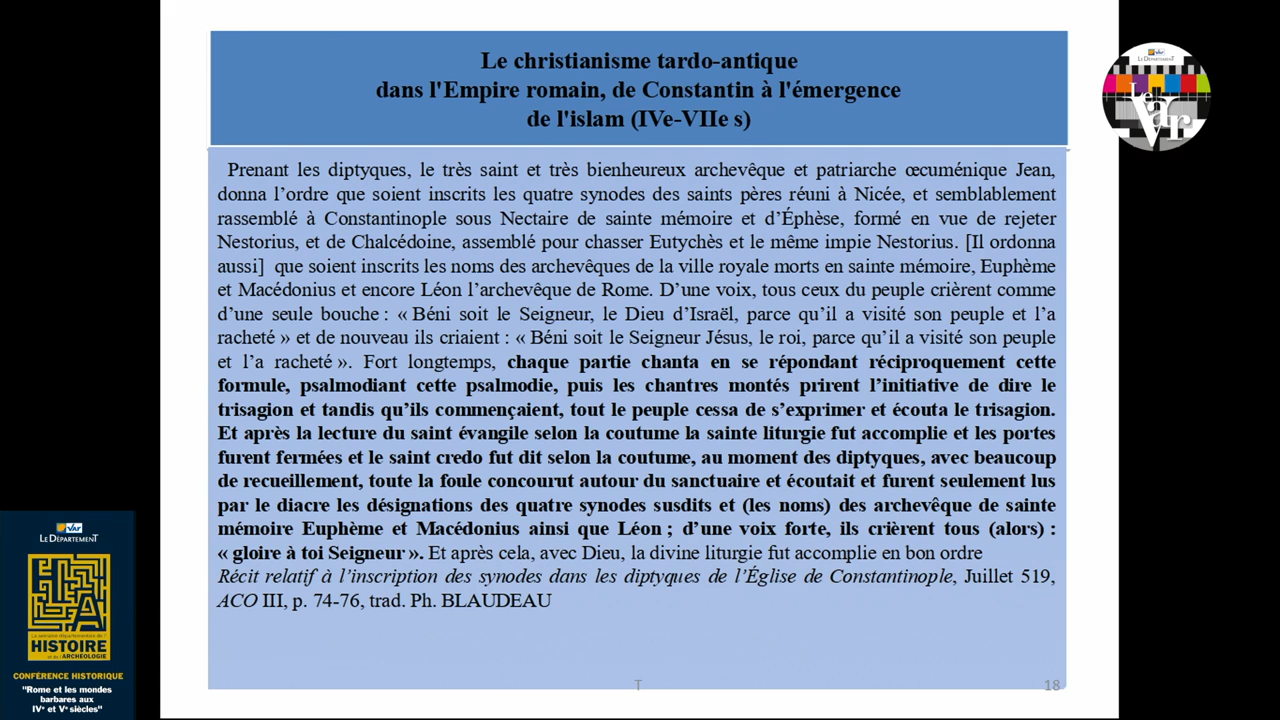 Le christianisme tardo-antique
dans l'Empire romain, de Constantin à l'émergence
de l'islam (IVe-VIIe s)
Prenant les diptyques, le très saint et très bienheureux archevêque et patriarche œcuménique Jean,
donna l’ordre que soient inscrits les quatre synodes des saints pères réuni à Nicée, et semblablement
rassemblé à Constantinople sous Nectaire de sainte mémoire et d’Éphèse, formé en vue de rejeter
Nestorius, et de Chalcédoine, assemblé pour chasser Eutychès et le même impie Nestorius. [Il ordonna
aussi] que soient inscrits les noms des archevêques de la ville royale morts en sainte mémoire, Euphème
et Macédonius et encore Léon l’archevêque de Rome. D’une voix, tous ceux du peuple crièrent comme
d’une seule bouche : « Béni soit le Seigneur, le Dieu d’Israël, parce qu’il a visité son peuple et l’a
racheté » et de nouveau ils criaient : « Béni soit le Seigneur Jésus, le roi, parce qu’il a visité son peuple
et l’a racheté ». Fort longtemps, chaque partie chanta en se répondant réciproquement cette
formule, psalmodiant cette psalmodie, puis les chantres montés prirent l’initiative de dire le
trisagion et tandis qu’ils commençaient, tout le peuple cessa de s’exprimer et écouta le trisagion.
Et après la lecture du saint évangile selon la coutume la sainte liturgie fut accomplie et les portes
furent fermées et le saint credo fut dit selon la coutume, au moment des diptyques, avec beaucoup
de recueillement, toute la foule concourut autour du sanctuaire et écoutait et furent seulement lus
par le diacre les désignations des quatre synodes susdits et (les noms) des archevêque de sainte
mémoire Euphème et Macédonius ainsi que Léon ; d’une voix forte, ils crièrent tous (alors) :
« gloire à toi Seigneur ». Et après cela, avec Dieu, la divine liturgie fut accomplie en bon ordre
Récit relatif à l’inscription des synodes dans les diptyques de l’Église de Constantinople, Juillet 519,
ACO III, p. 74-76, trad. Ph. BLAUDEAU
T
18
VAR
LE DÉPARTEMENT
Le Var
VAR
LE DÉPARTEMENT
HISTOIRE
et de l'ARCHÉOLOGIE
CONFÉRENCE HISTORIQUE
"Rome et les mondes
barbares aux
IVe et Ve siècles"